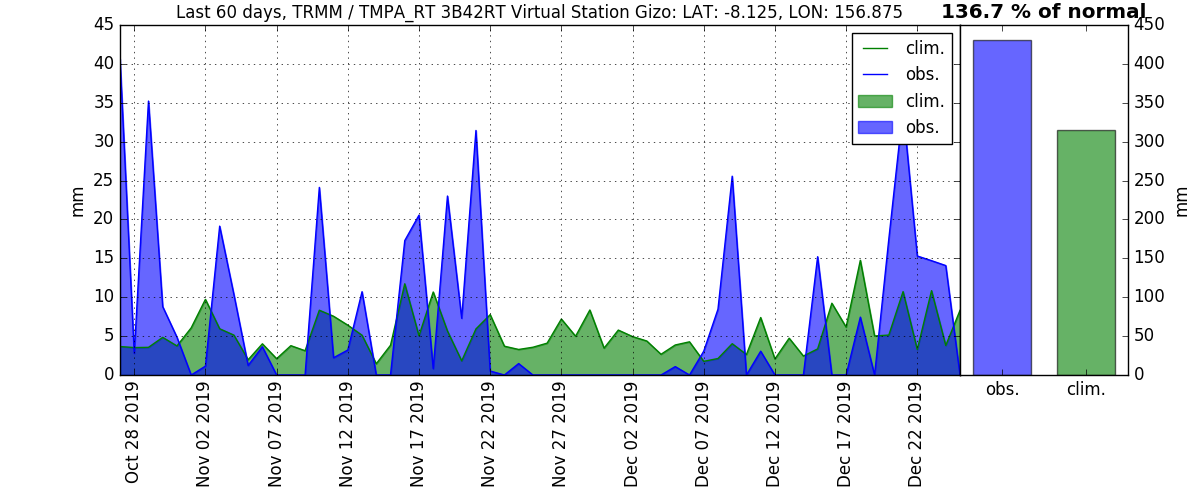 Last 60 days, TRMM / TMPA_RT 3B42RT Virtual Station Gizo: LAT: -8.125, LON: 156.875
136.7 % of normal
45
40
35
30
25
20
15
10
5
0
mm
clim.
obs.
clim.
obs.
450
400
350
300
250
200
150
100
50
0
mm
Oct 28 2019
Nov 02 2019
Nov 07 2019
Nov 12 2019
Nov 17 2019
Nov 22 2019
Nov 27 2019
Dec 02 2019
Dec 07 2019
Dec 12 2019
Dec 17 2019
Dec 22 2019
obs.
clim.